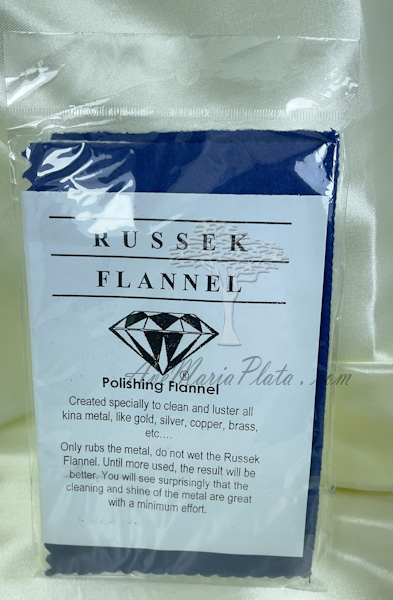 RUSSEK
FLANNEL
®
AnaMariaPlata.com
Polishing Flannel
Created specially to clean and luster all
kina metal, like gold, silver, copper, brass,
etc....
Only rubs the metal, do not wet the Russek
Flannel. Until more used, the result will be
better. You will see surprisingly that the
cleaning and shine of the metal are great
with a minimum effort.